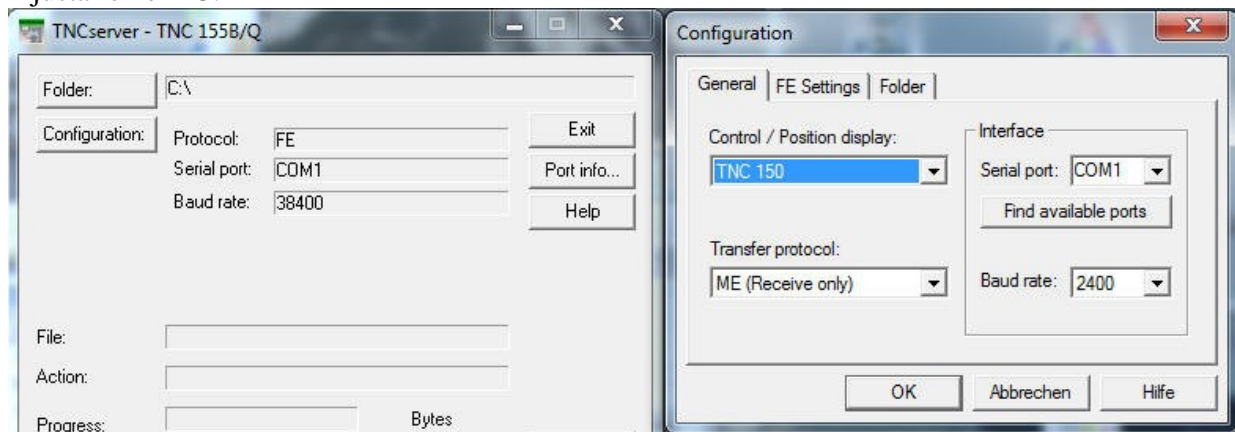 TNCserver - TNC 155B/Q
Folder:
C:\
Configuration:
Protocol:
FE
Exit
Serial port:
COM1
Port info...
Baud rate:
38400
Help
File:
Action:
Progress:
Bytes
Configuration
General
FE Settings
Folder
Control / Position display:
TNC 150
Interface
Serial port:
COM1
Find available ports
Transfer protocol:
ME (Receive only)
Baud rate:
2400
OK
Abbrechen
Hilfe